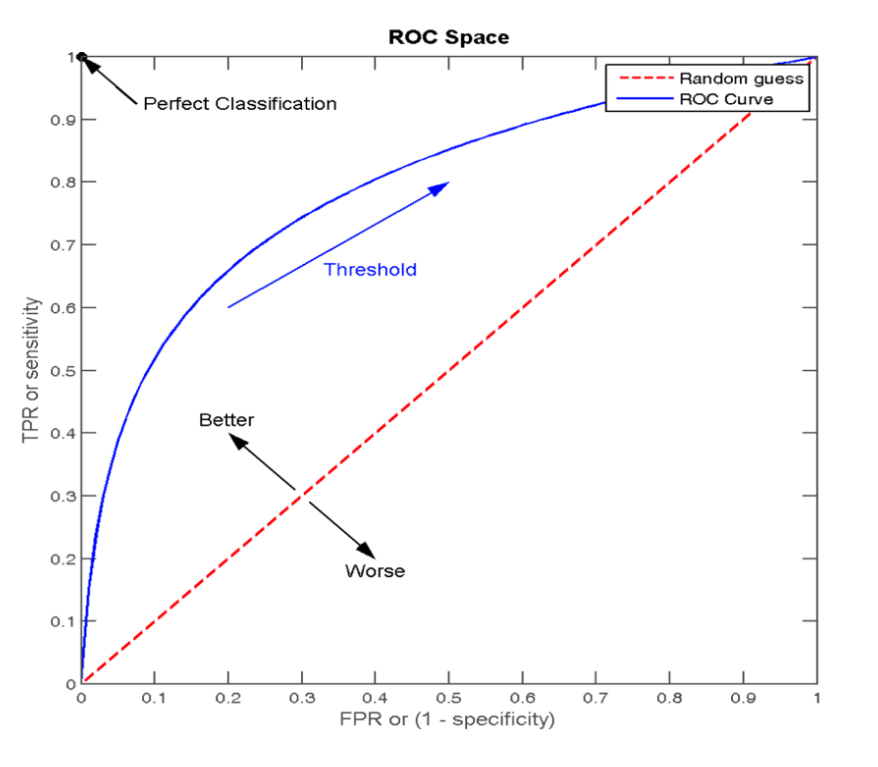 ROC Space
Random guess
ROC Curve
Perfect Classification
Threshold
Better
Worse
TPR or sensitivity
1
0.9
0.8
0.7
0.6
0.5
0.4
0.3
0.2
0.1
0
0 0.1 0.2 0.3 0.4 0.5 0.6 0.7 0.8 0.9 1
FPR or (1 - specificity)